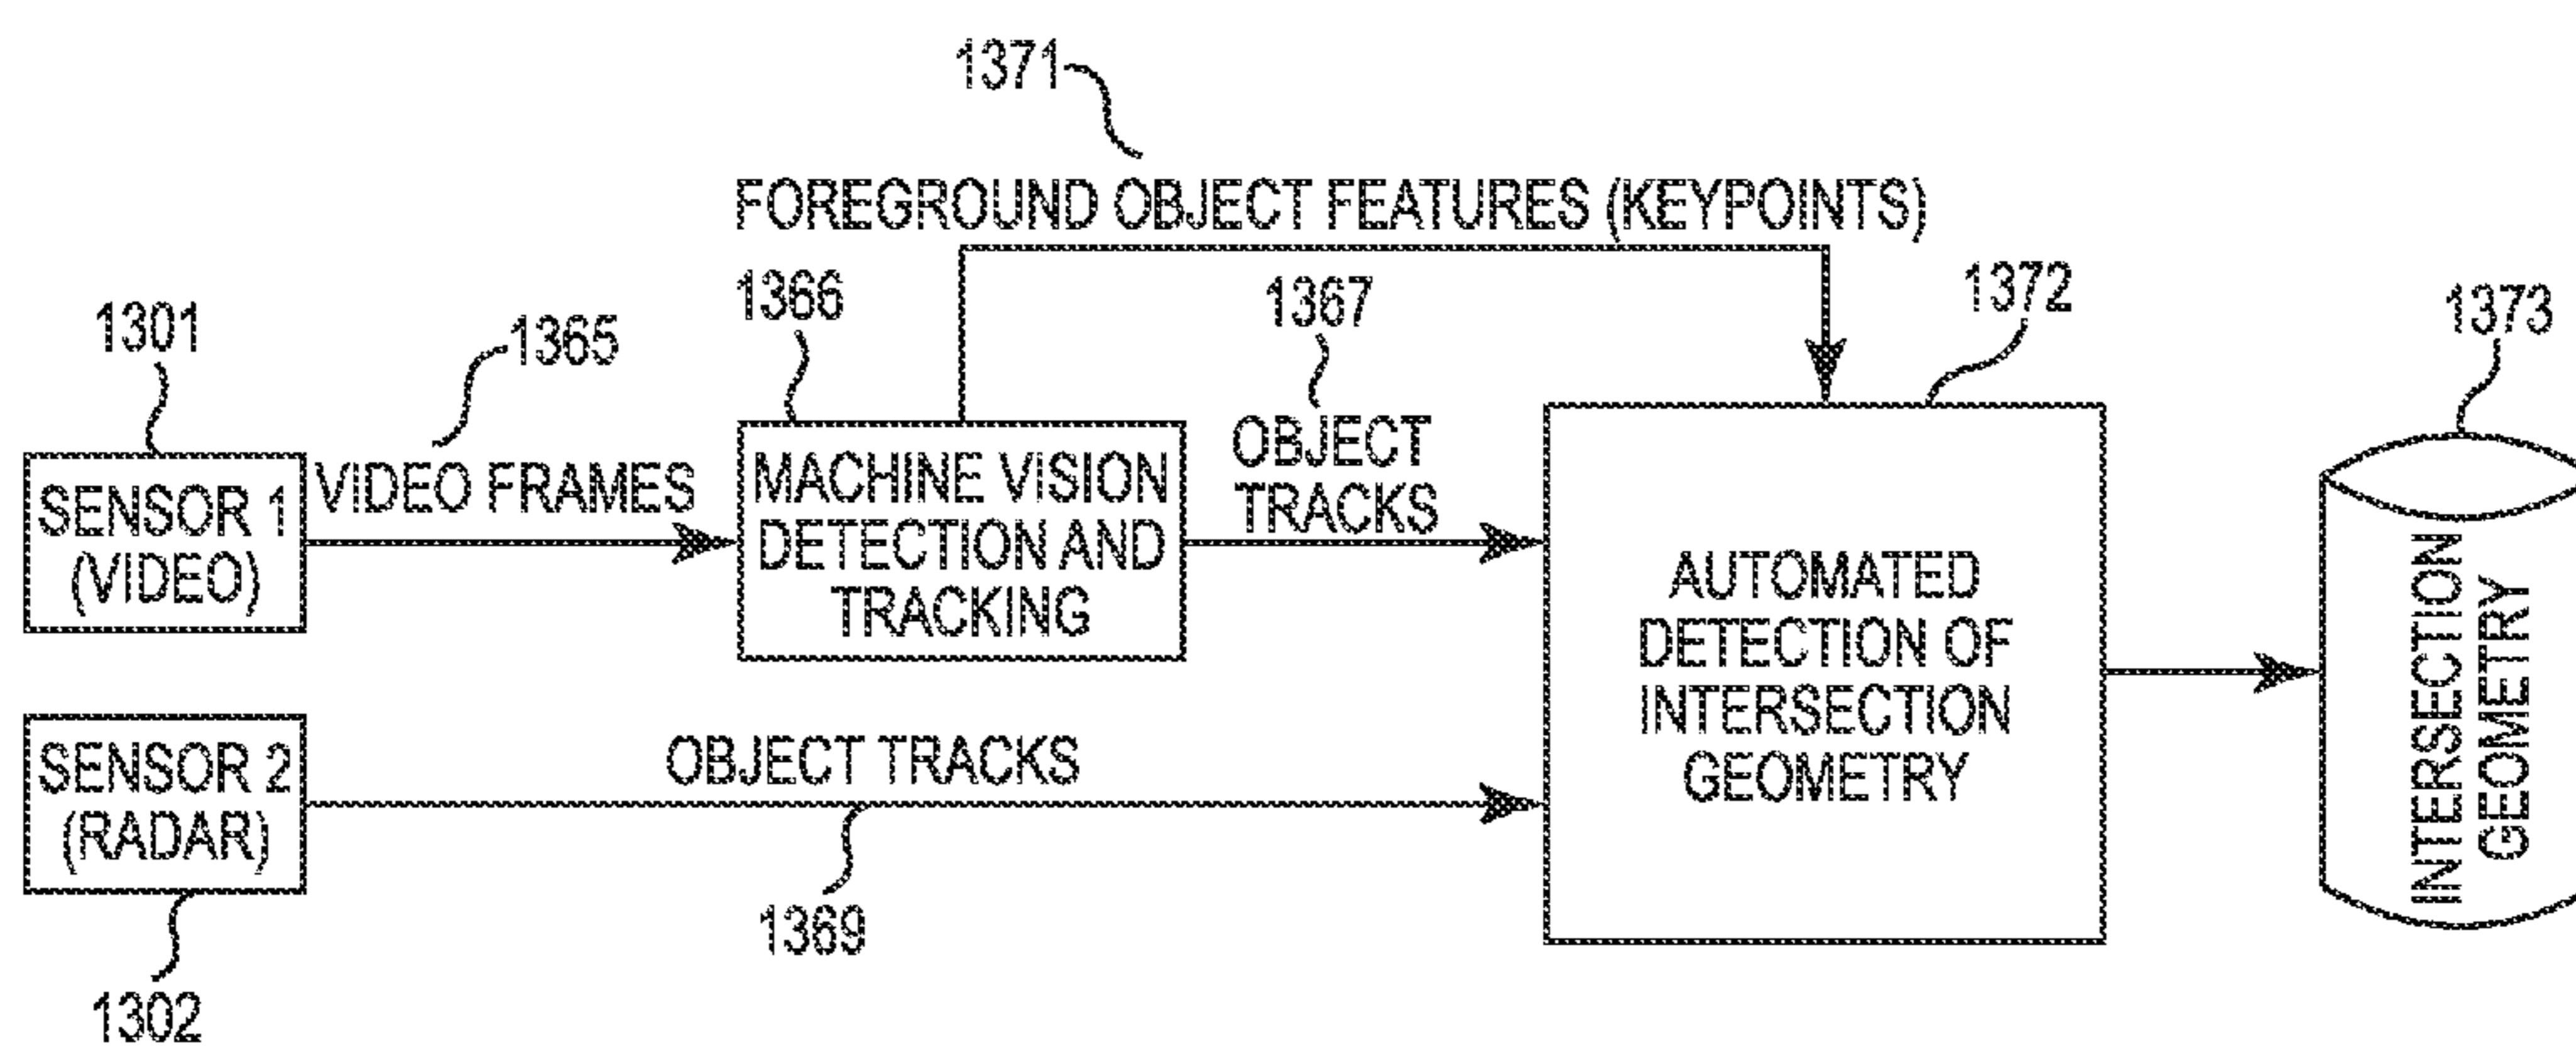 1371
FOREGROUND OBJECT FEATURES (KEYPOINTS)
1301
1365
1366
1367
1372
1373
SENSOR 1
(VIDEO)
VIDEO FRAMES
MACHINE VISION
DETECTION AND
TRACKING
OBJECT
TRACKS
AUTOMATED
DETECTION OF
INTERSECTION
GEOMETRY
INTERSECTION
GEOMETRY
SENSOR 2
(RADAR)
OBJECT TRACKS
1369
1302